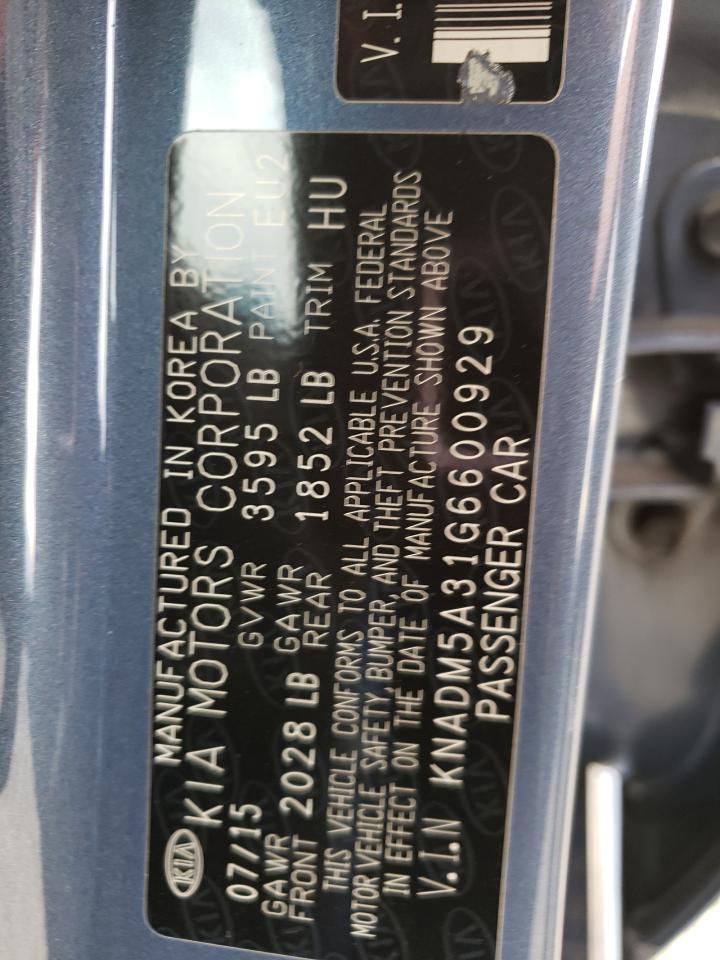 V. I.
MANUFACTURED IN KOREA BY
KIA KIA MOTORS CORPORATION
07/15 GVWR 3595 LB PAINT EU2
GAWR FRONT 2028 LB GAWR REAR 1852 LB TRIM HU
THIS VEHICLE CONFORMS TO ALL APPLICABLE U.S.A. FEDERAL
MOTOR VEHICLE SAFETY, BUMPER, AND THEFT PREVENTION STANDARDS
IN EFFECT ON THE DATE OF MANUFACTURE SHOWN ABOVE
V.I.N KNADM5A31G6600929
PASSENGER CAR